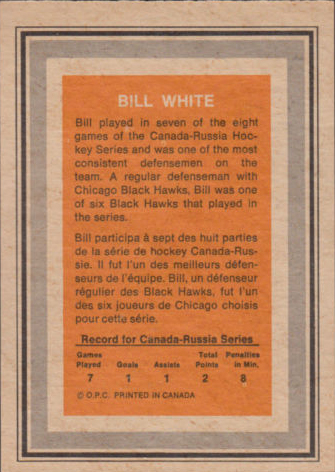 BILL WHITE
Bill played in seven of the eight
games of the Canada-Russia Hoc-
key Series and was one of the most
consistent defensemen on the
team. A regular defenseman with
Chicago Black Hawks, Bill was one
of six Black Hawks that played in
the series.
Bill participa à sept des huit parties
de la série de hockey Canada-Rus-
sie. Il fut l'un des meilleurs défen-
seurs de l'équipe. Bill, un défenseur
régulier des Black Hawks, fut l'un
des six joueurs de Chicago choisis
pour cette série.
Record for Canada-Russia Series
Games Played Goals Assists Total Points Penalties in Min.
7 1 1 2 8
© O.P.C. PRINTED IN CANADA